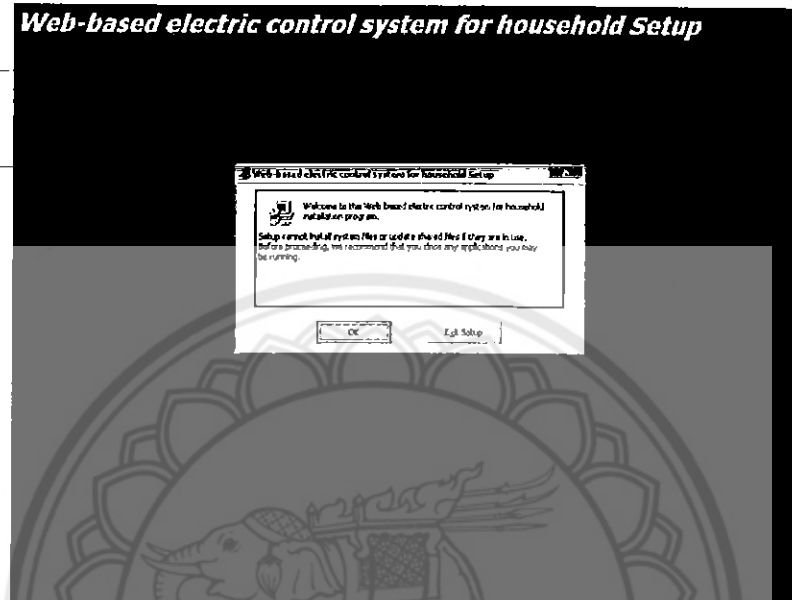 Web-based electric control system for household Setup
Web-based electric control system for household Setup
Welcome to the Web based electric control system for household
installation program.
Setup cannot install system files or update shared files if they are in use.
Before proceeding, we recommend that you close any applications you may
be running.
OK
Exit Setup